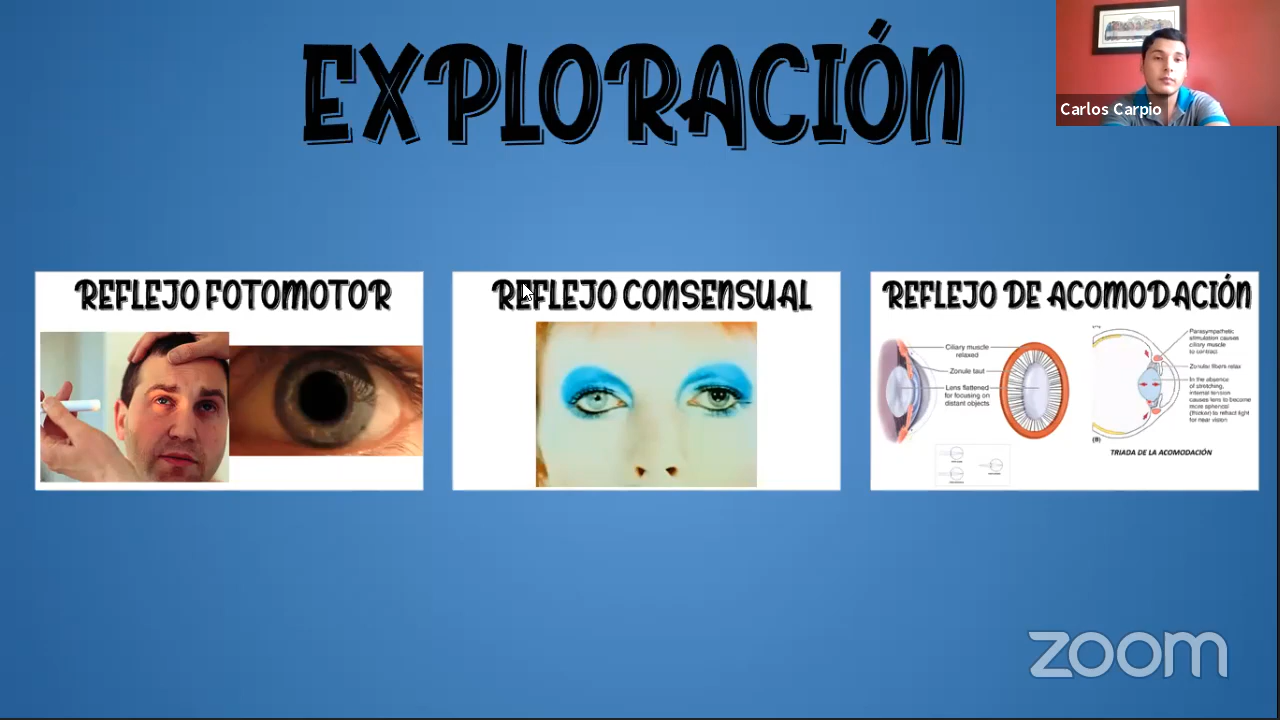 EXPLORACIÓN
Carlos Carpio
REFLEJO FOTOMOTOR
REFLEJO CONSENSUAL
REFLEJO DE ACOMODACIÓN
Ciliary muscle
relaxed
Zonule taut
Lens flattened
for focusing on
distant objects
Parasympathetic
stimulation causes
ciliary muscle
to contract
Zonular fibers relax
In the absence
of stretching,
internal tension
causes lens to become
more spherical
(thicker) to refract light
for near vision
(B)
TRIADA DE LA ACOMODACIÓN
zoom